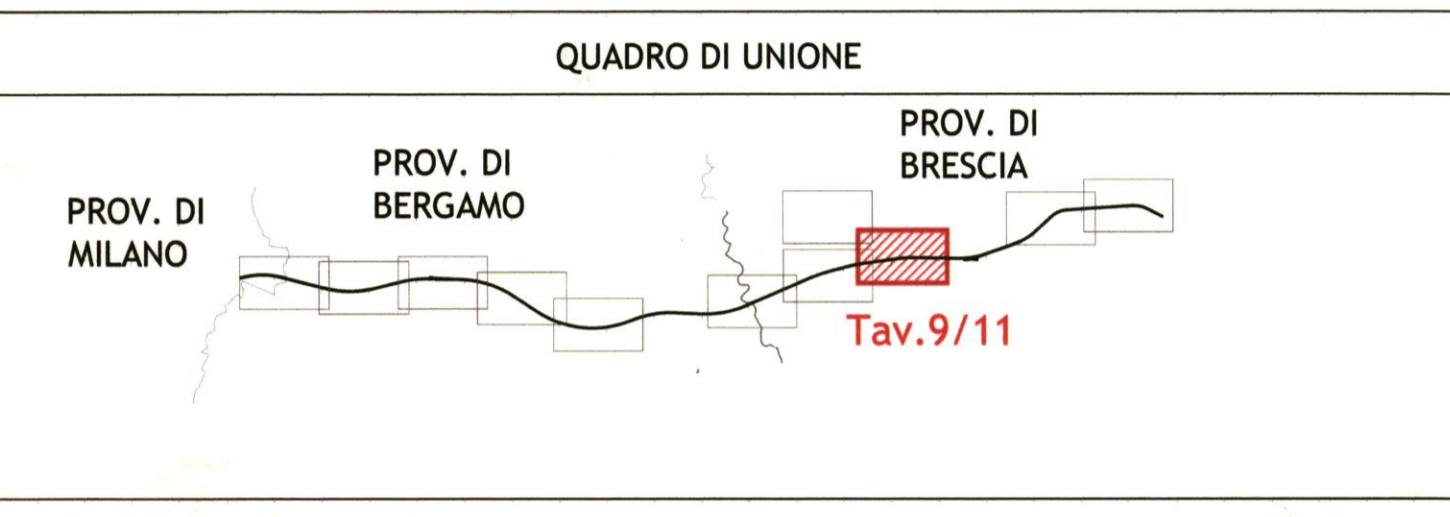 QUADRO DI UNIONE
PROV. DI
MILANO
PROV. DI
BERGAMO
PROV. DI
BRESCIA
Tav.9/11